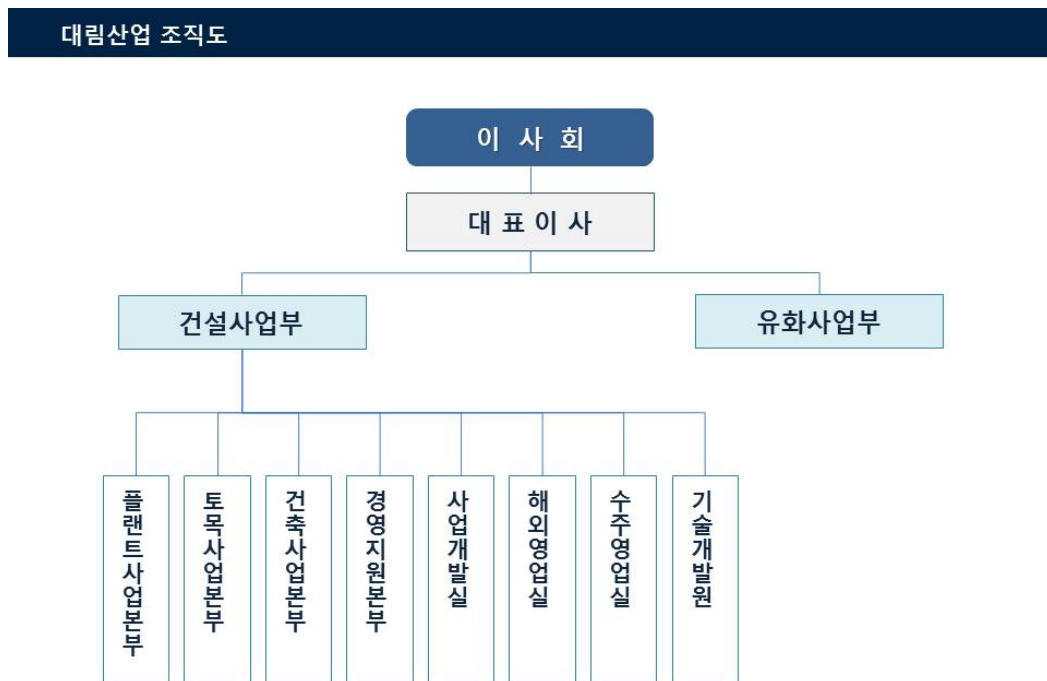 대림산업 조직도
이 사 회
대 표 이 사
건설사업부
유화사업부
플랜트사업본부
토목사업본부
건축사업본부
경영지원본부
사업개발실
해외영업실
수주영업실
기술개발원